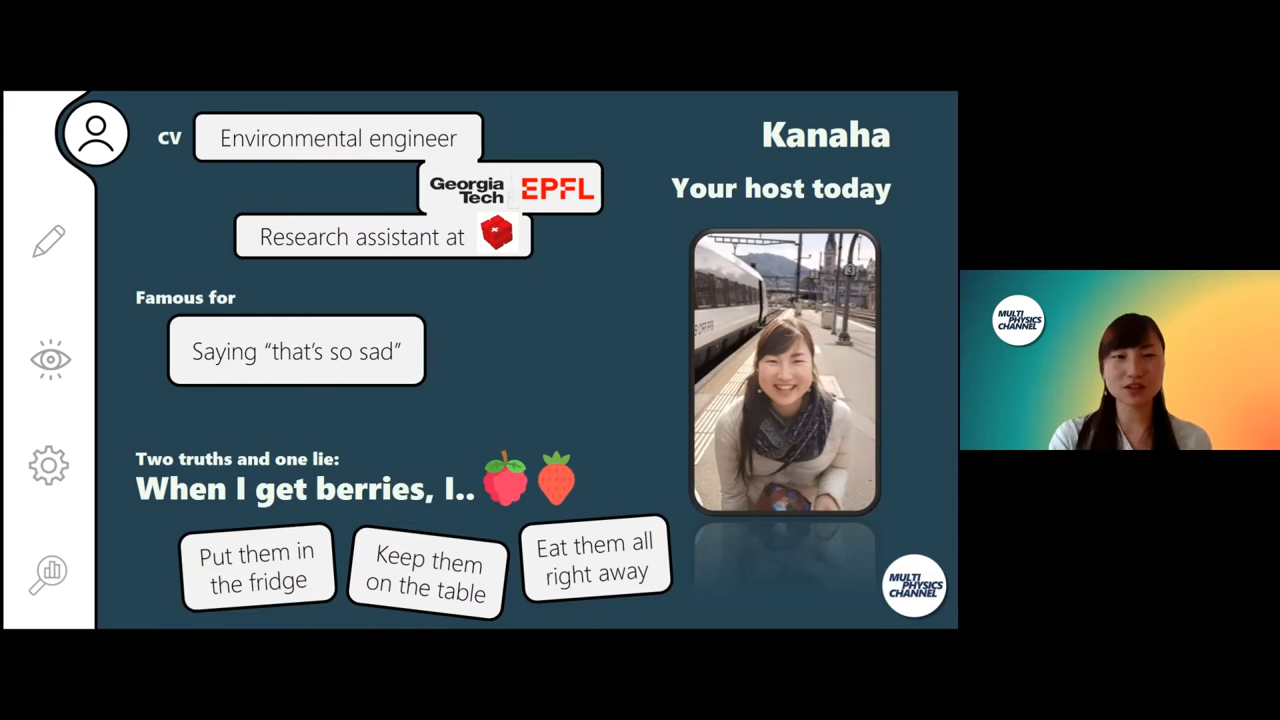 CV
Environmental engineer
Georgia
Tech
EPFL
Research assistant at
Famous for
Saying “that’s so sad”
Two truths and one lie:
When I get berries, I..
Put them in
the fridge
Keep them
on the table
Eat them all
right away
Kanaha
Your host today
MULTI
PHYSICS
CHANNEL
MULTI
PHYSICS
CHANNEL